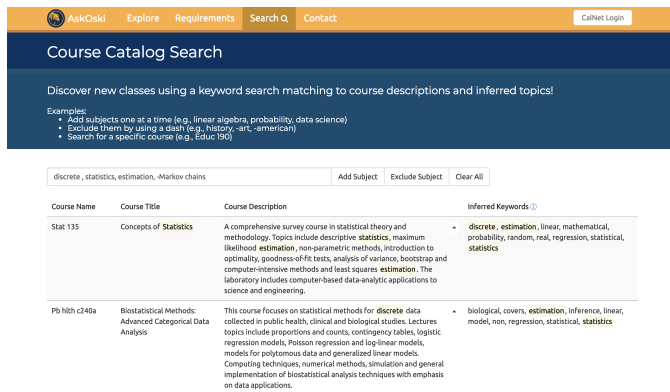 AskOski Explore Requirements Search Contact CalNet Login
Course Catalog Search
Discover new classes using a keyword search matching to course descriptions and inferred topics!
Examples:
• Add subjects one at a time (e.g., linear algebra, probability, data science)
• Exclude them by using a dash (e.g., history, -art, -american)
• Search for a specific course (e.g., Educ 190)
discrete , statistics, estimation, -Markov chains Add Subject Exclude Subject Clear All
Course Name Course Title Course Description Inferred Keywords
Stat 135 Concepts of Statistics A comprehensive survey course in statistical theory and discrete, estimation, linear, mathematical,
methodology. Topics include descriptive statistics, maximum probability, random, real, regression, statistical,
likelihood estimation, non-parametric methods, introduction to statistics
optimality, goodness-of-fit tests, analysis of variance, bootstrap and
computer-intensive methods and least squares estimation. The
laboratory includes computer-based data-analytic applications to
science and engineering.
Pb hlth c240a Biostatistical Methods: This course focuses on statistical methods for discrete data biological, covers, estimation, inference, linear,
Advanced Categorical Data collected in public health, clinical and biological studies. Lectures model, non, regression, statistical, statistics
Analysis topics include proportions and counts, contingency tables, logistic
regression models, Poisson regression and log-linear models,
models for polytomous data and generalized linear models.
Computing techniques, numerical methods, simulation and general
implementation of biostatistical analysis techniques with emphasis
on data applications.